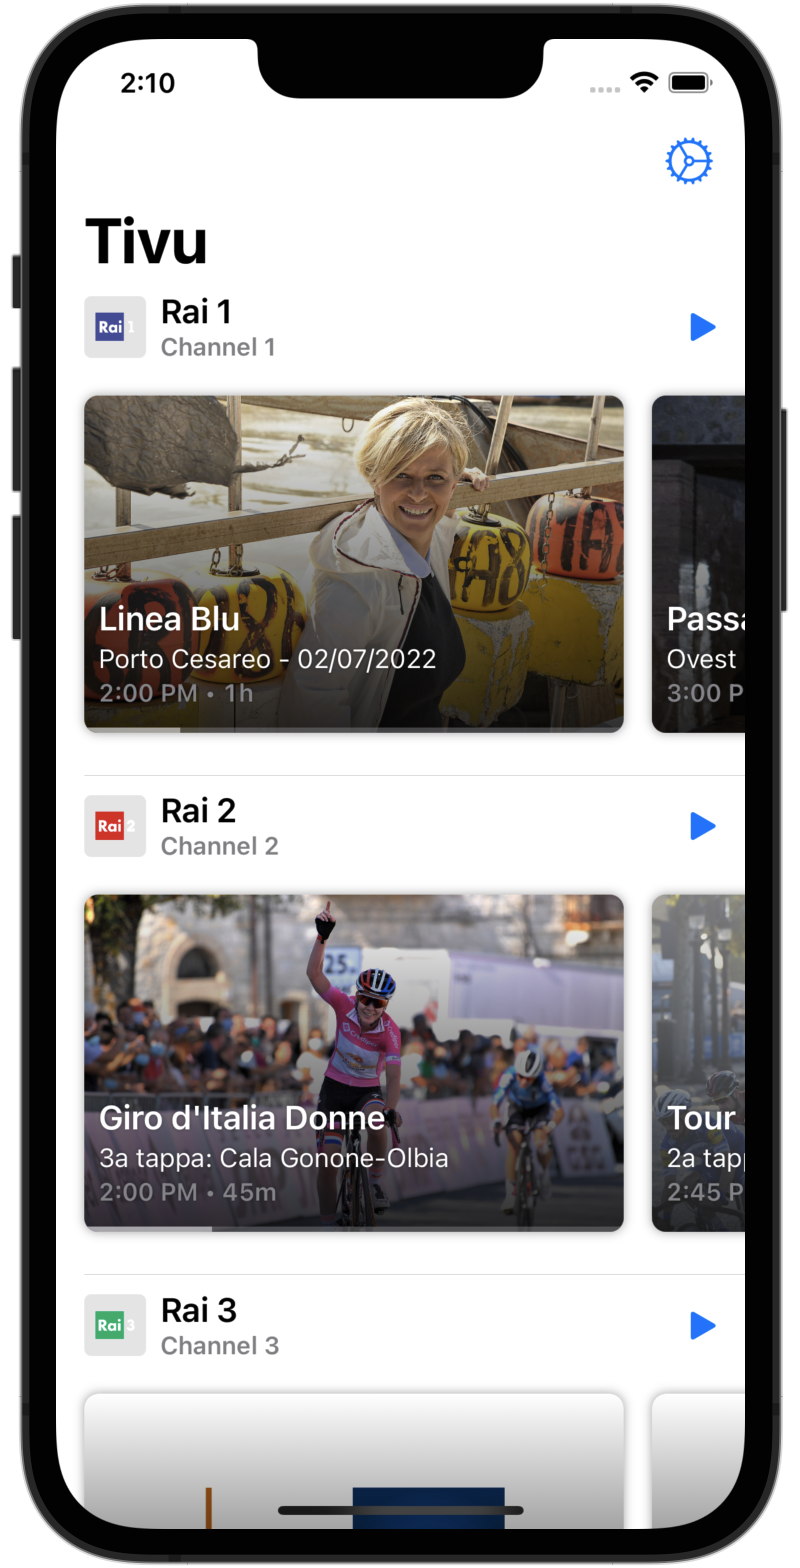 2:10
Tivu
Rai 1
Rai 1
Channel 1
Linea Blu
Porto Cesareo - 02/07/2022
2:00 PM • 1h
Ovest
3:00 P
Rai 2
Rai 2
Channel 2
25.
Giro d'Italia Donne
3a tappa: Cala Gonone-Olbia
2:00 PM • 45m
Tour
2a tap
2:45 P
Rai 3
Rai 3
Channel 3